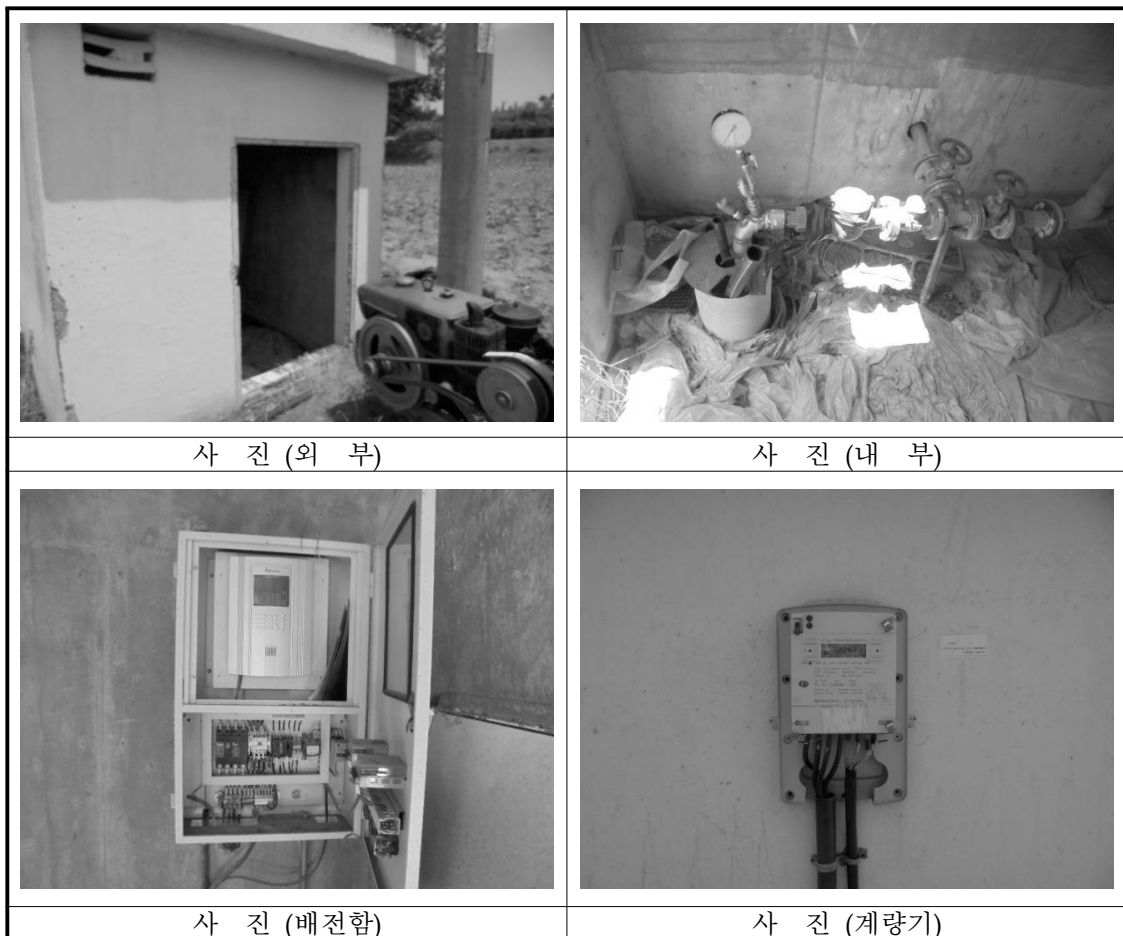 사 진 (외 부)
사 진 (내 부)
사 진 (배전함)
사 진 (계량기)